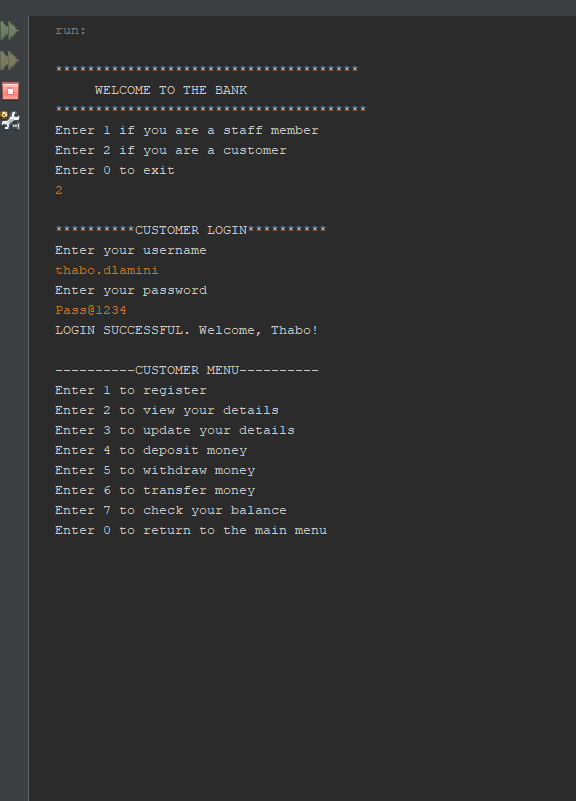 run:
**************************************
     WELCOME TO THE BANK
***************************************
Enter 1 if you are a staff member
Enter 2 if you are a customer
Enter 0 to exit
2
**********CUSTOMER LOGIN**********
Enter your username
thabo.dlamini
Enter your password
Pass@1234
LOGIN SUCCESSFUL. Welcome, Thabo!
----------CUSTOMER MENU----------
Enter 1 to register
Enter 2 to view your details
Enter 3 to update your details
Enter 4 to deposit money
Enter 5 to withdraw money
Enter 6 to transfer money
Enter 7 to check your balance
Enter 0 to return to the main menu